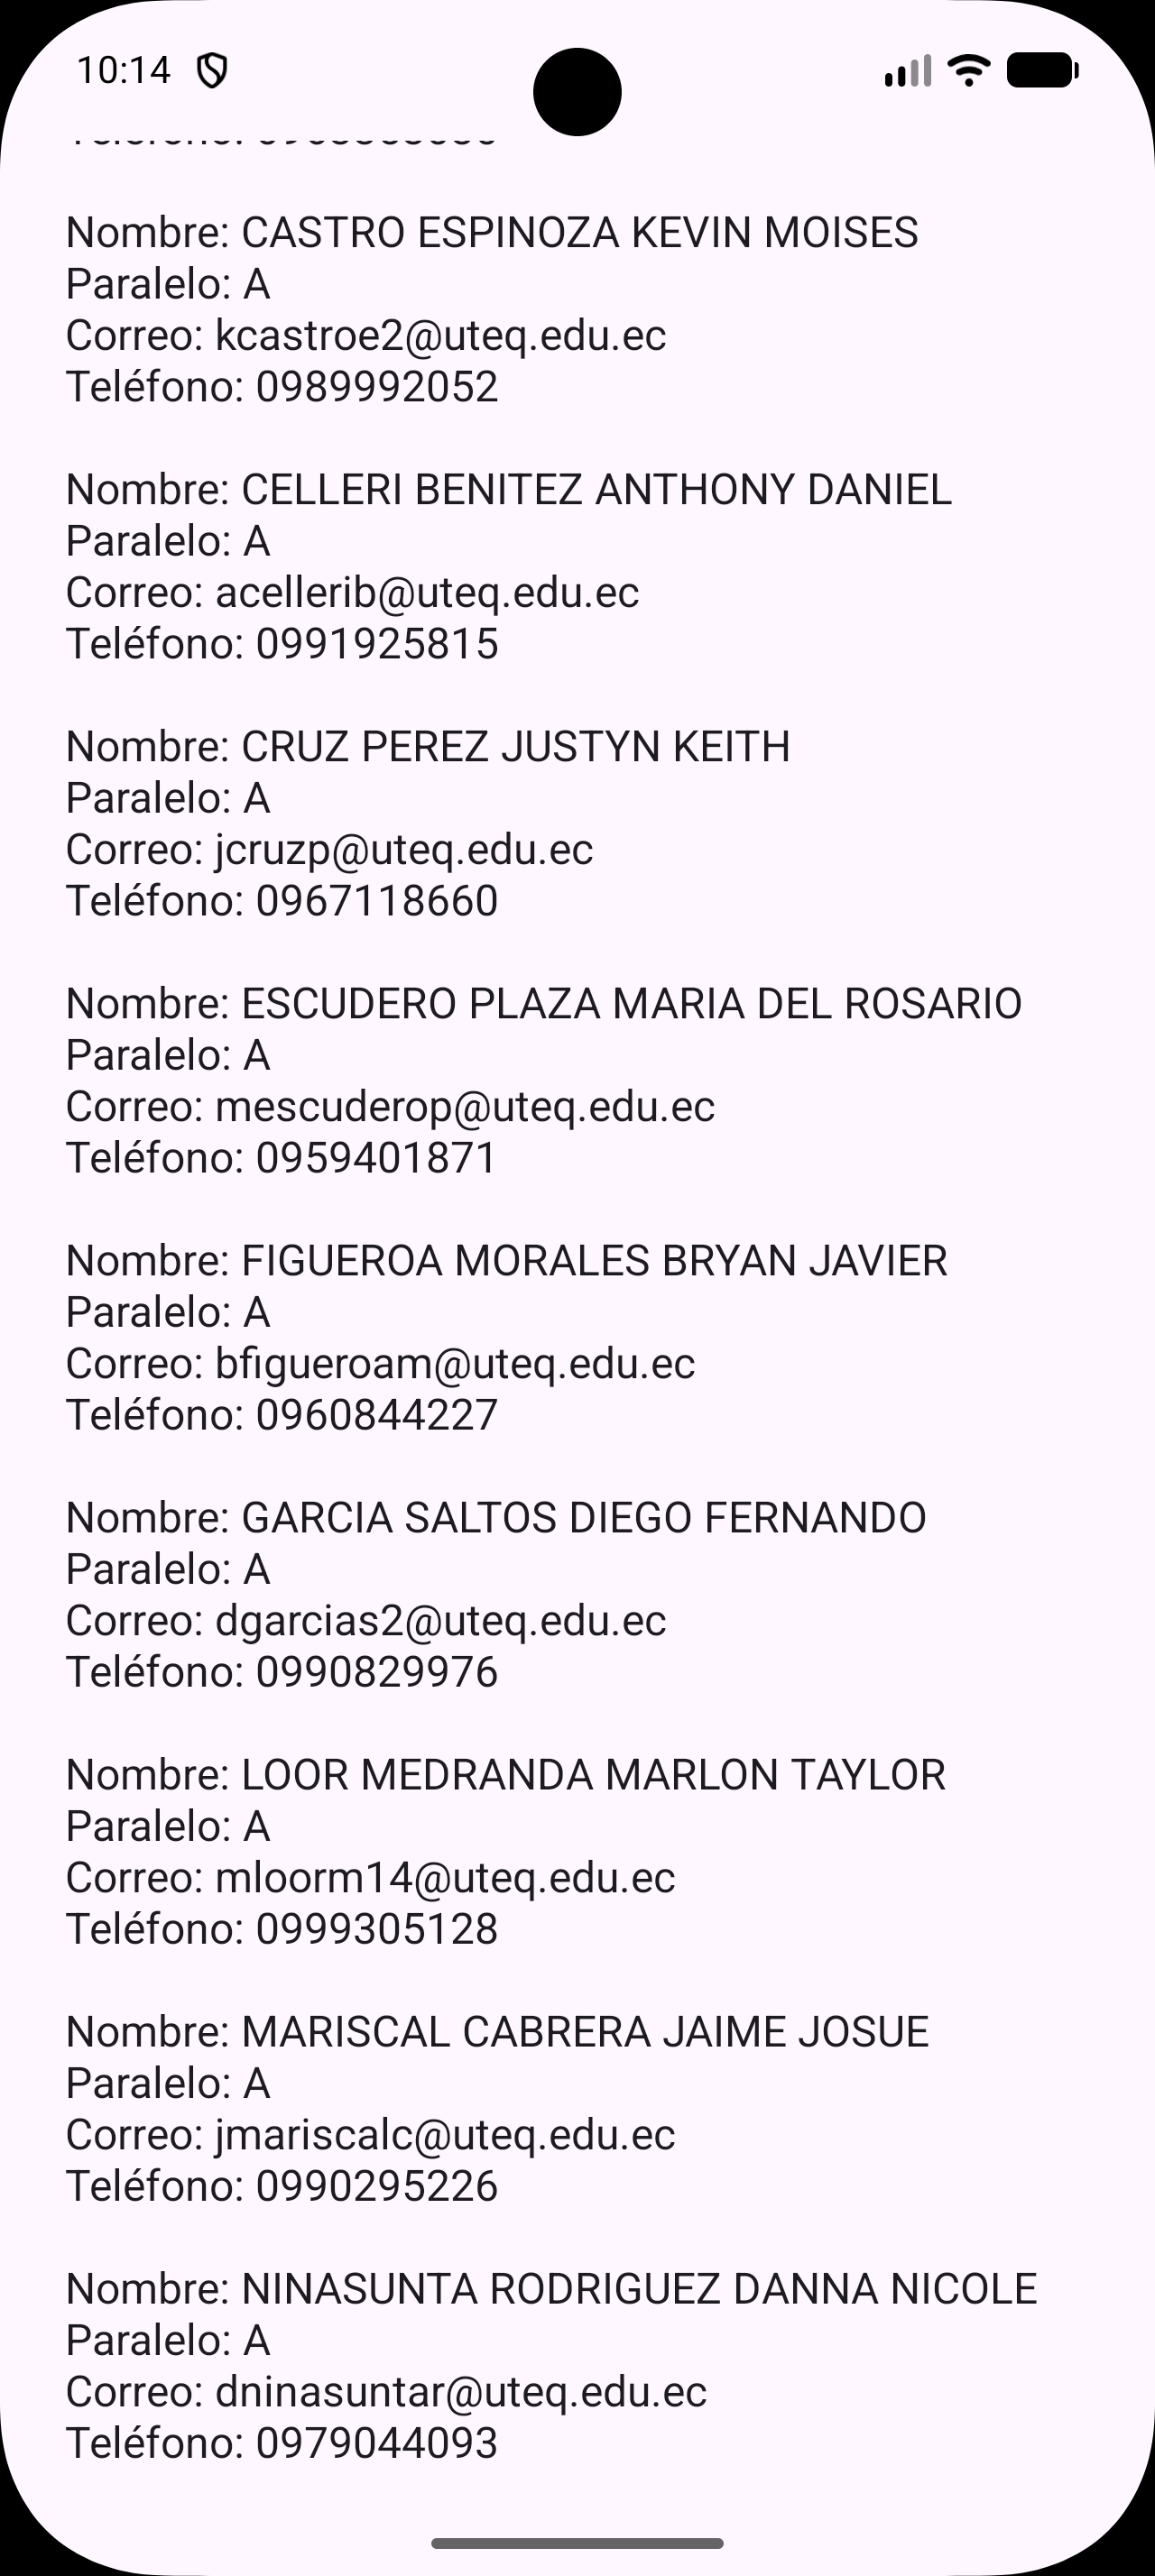 10:14
Nombre: CASTRO ESPINOZA KEVIN MOISES
Paralelo: A
Correo: kcastroe2@uteq.edu.ec
Teléfono: 0989992052
Nombre: CELLERI BENITEZ ANTHONY DANIEL
Paralelo: A
Correo: acellerib@uteq.edu.ec
Teléfono: 0991925815
Nombre: CRUZ PEREZ JUSTYN KEITH
Paralelo: A
Correo: jcruzp@uteq.edu.ec
Teléfono: 0967118660
Nombre: ESCUDERO PLAZA MARIA DEL ROSARIO
Paralelo: A
Correo: mescuderop@uteq.edu.ec
Teléfono: 0959401871
Nombre: FIGUEROA MORALES BRYAN JAVIER
Paralelo: A
Correo: bfigueroam@uteq.edu.ec
Teléfono: 0960844227
Nombre: GARCIA SALTOS DIEGO FERNANDO
Paralelo: A
Correo: dgarcias2@uteq.edu.ec
Teléfono: 0990829976
Nombre: LOOR MEDRANDA MARLON TAYLOR
Paralelo: A
Correo: mloorm14@uteq.edu.ec
Teléfono: 0999305128
Nombre: MARISCAL CABRERA JAIME JOSUE
Paralelo: A
Correo: jmariscalc@uteq.edu.ec
Teléfono: 0990295226
Nombre: NINASUNTA RODRIGUEZ DANNA NICOLE
Paralelo: A
Correo: dninasuntar@uteq.edu.ec
Teléfono: 0979044093